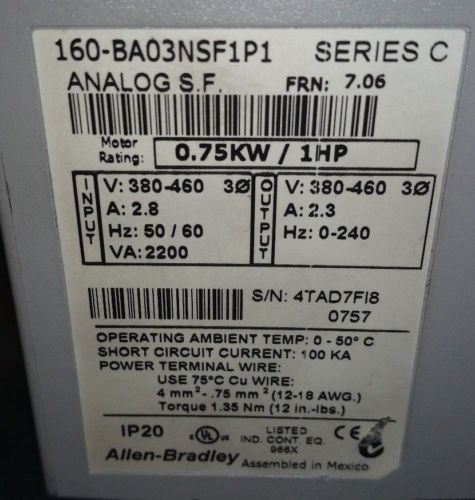 160-BA03NSF1P1 SERIES C
ANALOG S.F. FRN: 7.06
Motor Rating: 0.75KW / 1HP
INPUT
V: 380-460 3Ø
A: 2.8
Hz: 50 / 60
VA: 2200
OUTPUT
V: 380-460 3Ø
A: 2.3
Hz: 0-240
S/N: 4TAD7FI8
0757
OPERATING AMBIENT TEMP: 0 - 50° C
SHORT CIRCUIT CURRENT: 100 KA
POWER TERMINAL WIRE:
USE 75°C Cu WIRE:
4 mm²- .75 mm² (12-18 AWG.)
Torque 1.35 Nm (12 in.-lbs.)
IP20 c UL us LISTED CE
IND. CONT. EQ.
966X
Allen-Bradley Assembled in Mexico